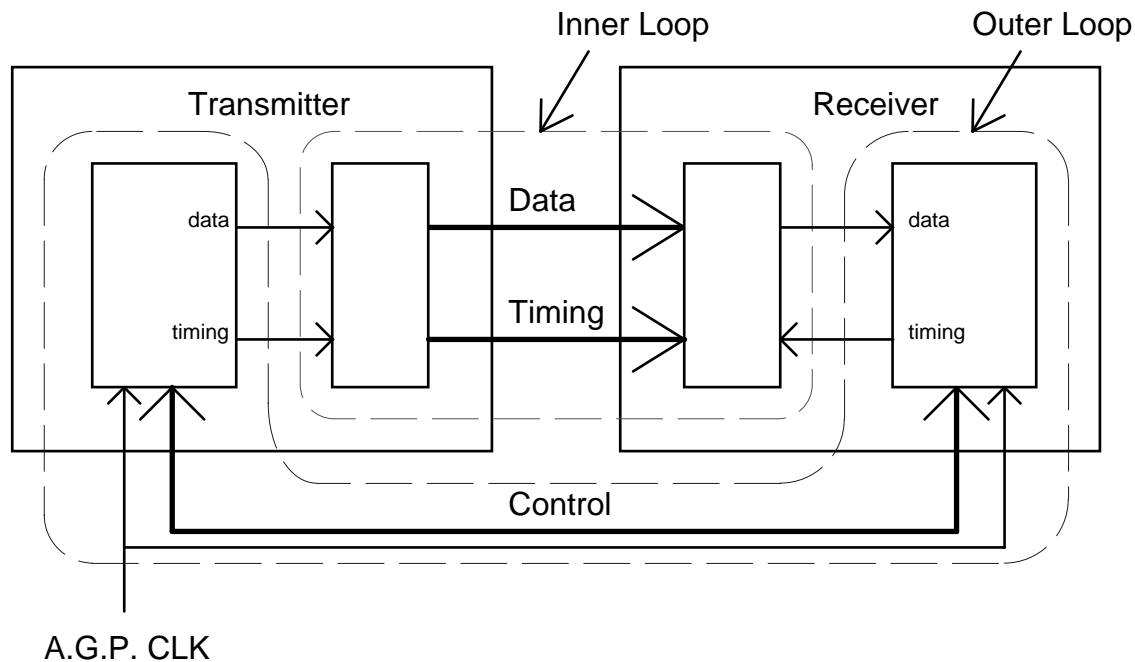 Inner Loop
Outer Loop
Transmitter
Receiver
data
Data
data
timing
Timing
timing
Control
A.G.P. CLK